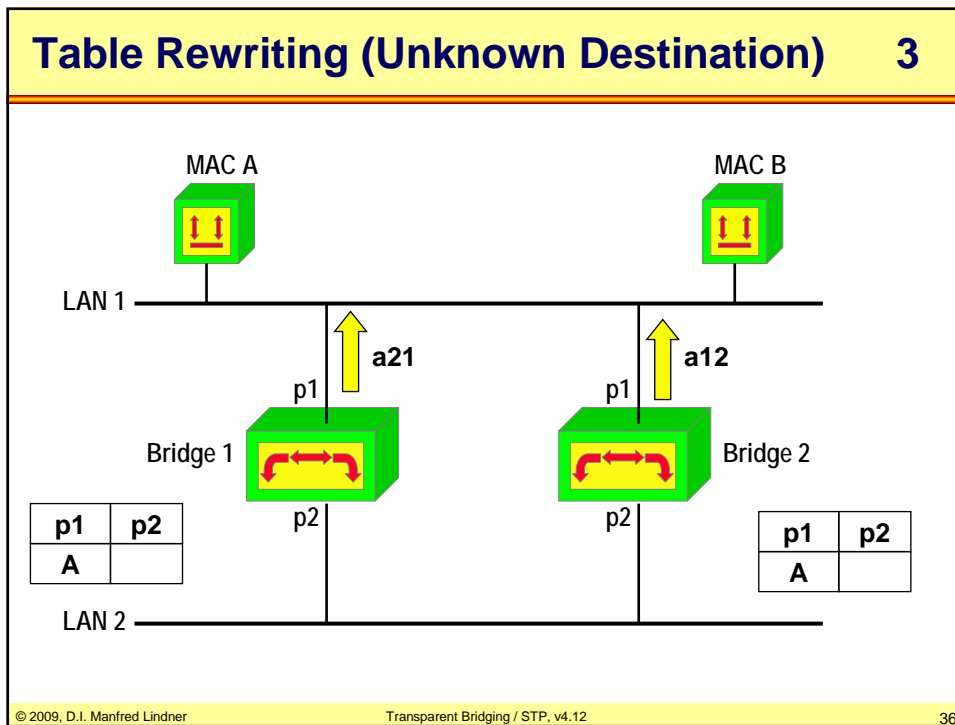 Table Rewriting (Unknown Destination) 3
MAC A
MAC B
LAN 1
a21
a12
p1
p1
Bridge 1
Bridge 2
p2
p2
p1 p2
A
p1 p2
A
LAN 2
© 2009, D.I. Manfred Lindner
Transparent Bridging / STP, v4.12
36